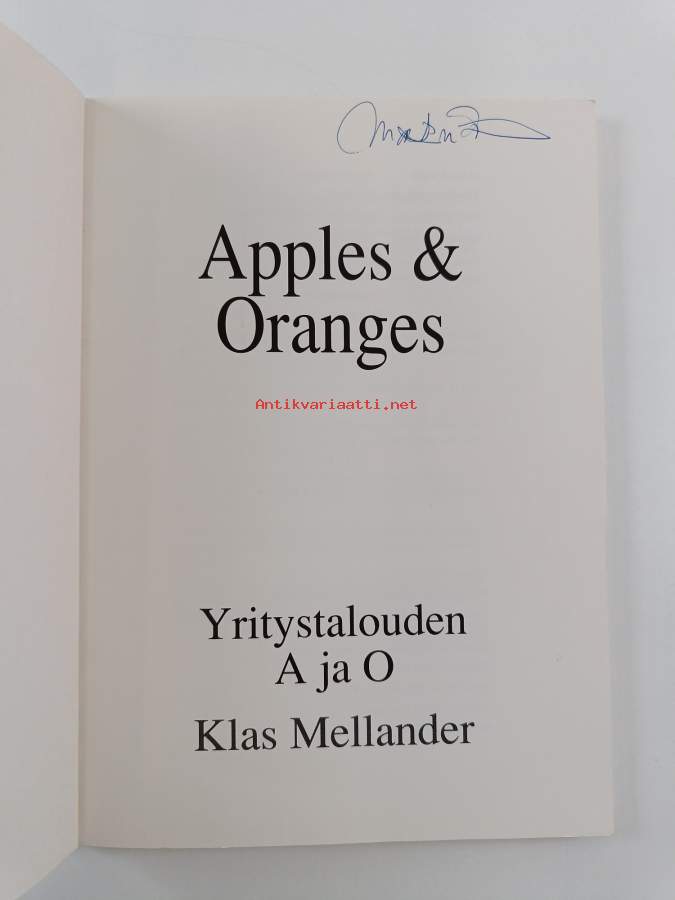 Apples &
Oranges
Antikvariaatti.net
Yritystalouden
A ja O
Klas Mellander